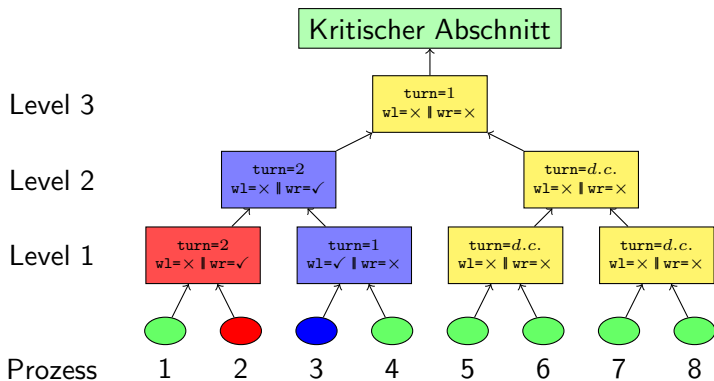 Kritischer Abschnitt
Level 3
turn=1
wl=× ‖ wr=×
Level 2
turn=2
wl=× ‖ wr=✓
turn=d.c.
wl=× ‖ wr=×
Level 1
turn=2
wl=× ‖ wr=✓
turn=1
wl=✓ ‖ wr=×
turn=d.c.
wl=× ‖ wr=×
turn=d.c.
wl=× ‖ wr=×
Prozess 1 2 3 4 5 6 7 8